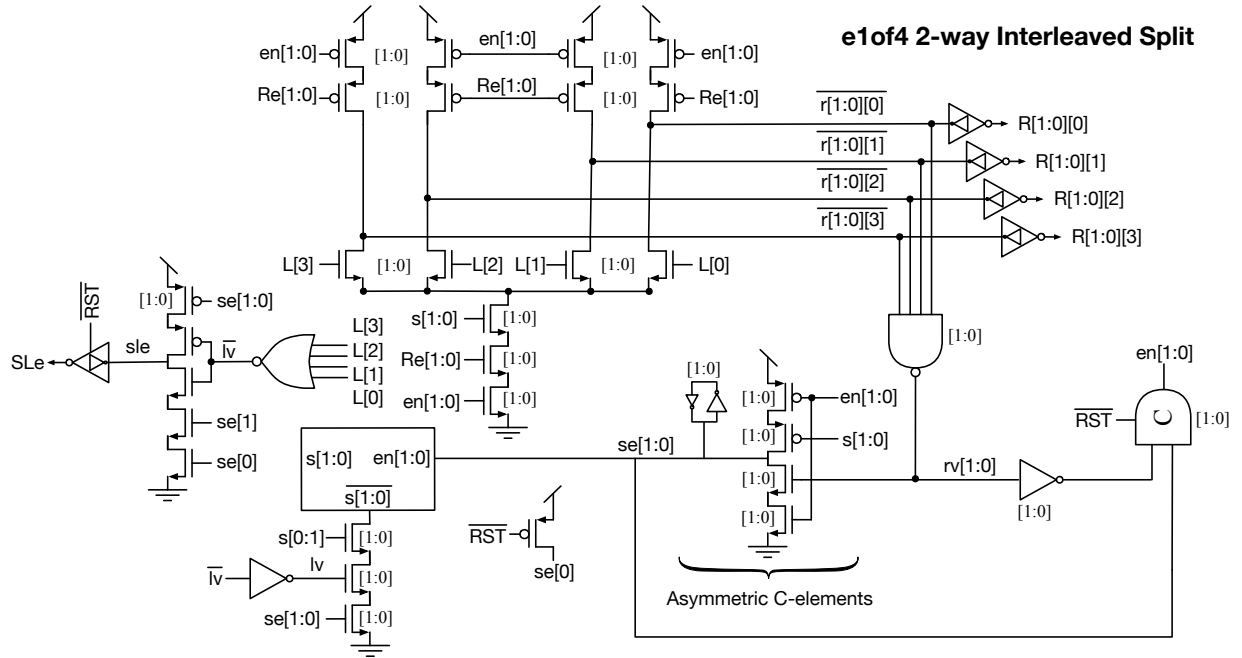 e1of4 2-way Interleaved Split
en[1:0] [1:0] en[1:0] [1:0] en[1:0]
Re[1:0] [1:0] Re[1:0] [1:0] Re[1:0]
r[1:0][0] R[1:0][0]
r[1:0][1] R[1:0][1]
r[1:0][2] R[1:0][2]
r[1:0][3] R[1:0][3]
L[3] [1:0] L[2] L[1] [1:0] L[0]
RST [1:0] se[1:0]
s[1:0] [1:0]
SLe sle lv
L[3]
L[2]
L[1]
L[0]
Re[1:0] [1:0]
en[1:0] [1:0]
se[1]
se[0]
[1:0]
en[1:0]
[1:0]
[1:0] en[1:0]
[1:0] s[1:0]
RST C [1:0]
s[1:0] en[1:0]
s[1:0]
se[1:0]
[1:0]
[1:0]
rv[1:0]
[1:0]
s[0:1] [1:0]
lv lv [1:0]
se[1:0] [1:0]
RST
se[0]
Asymmetric C-elements